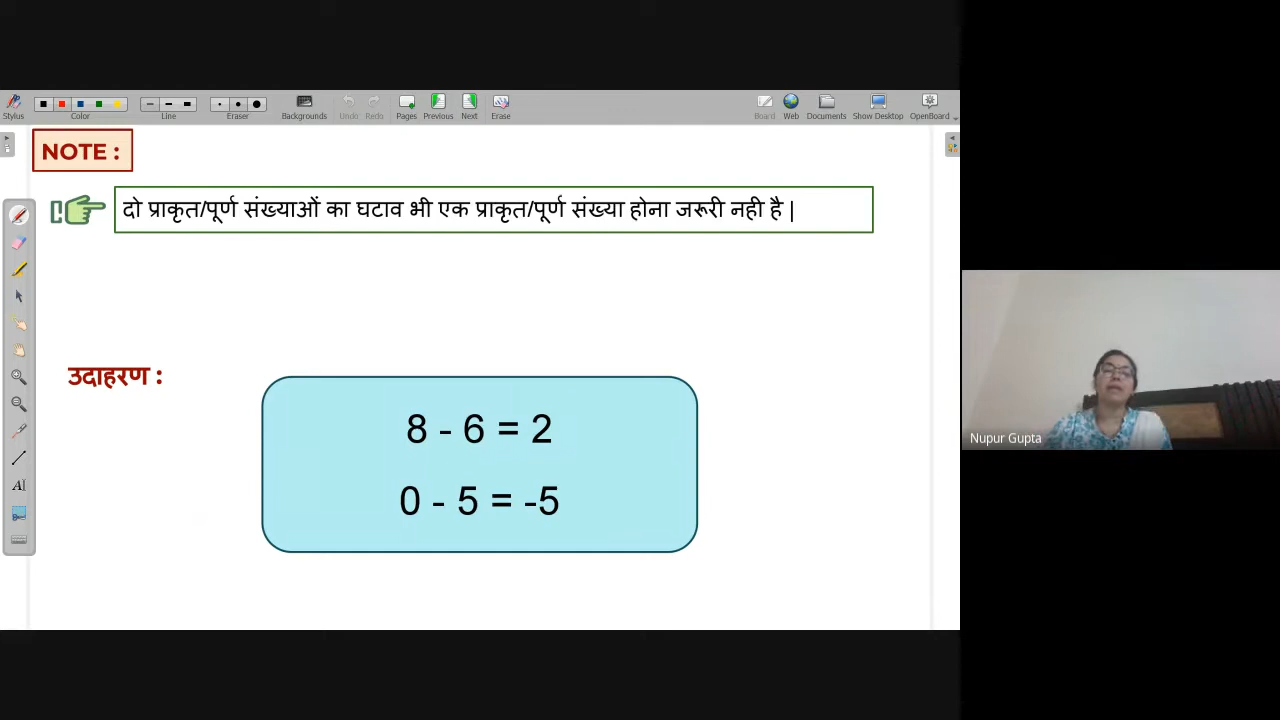 Stylus
Color
Line
Eraser
Backgrounds
Undo
Redo
Pages
Previous
Next
Erase
Board
Web
Documents
Show Desktop
OpenBoard
NOTE :
दो प्राकृत/पूर्ण संख्याओं का घटाव भी एक प्राकृत/पूर्ण संख्या होना जरूरी नही है |
उदाहरण :
8 - 6 = 2
0 - 5 = -5
Nupur Gupta